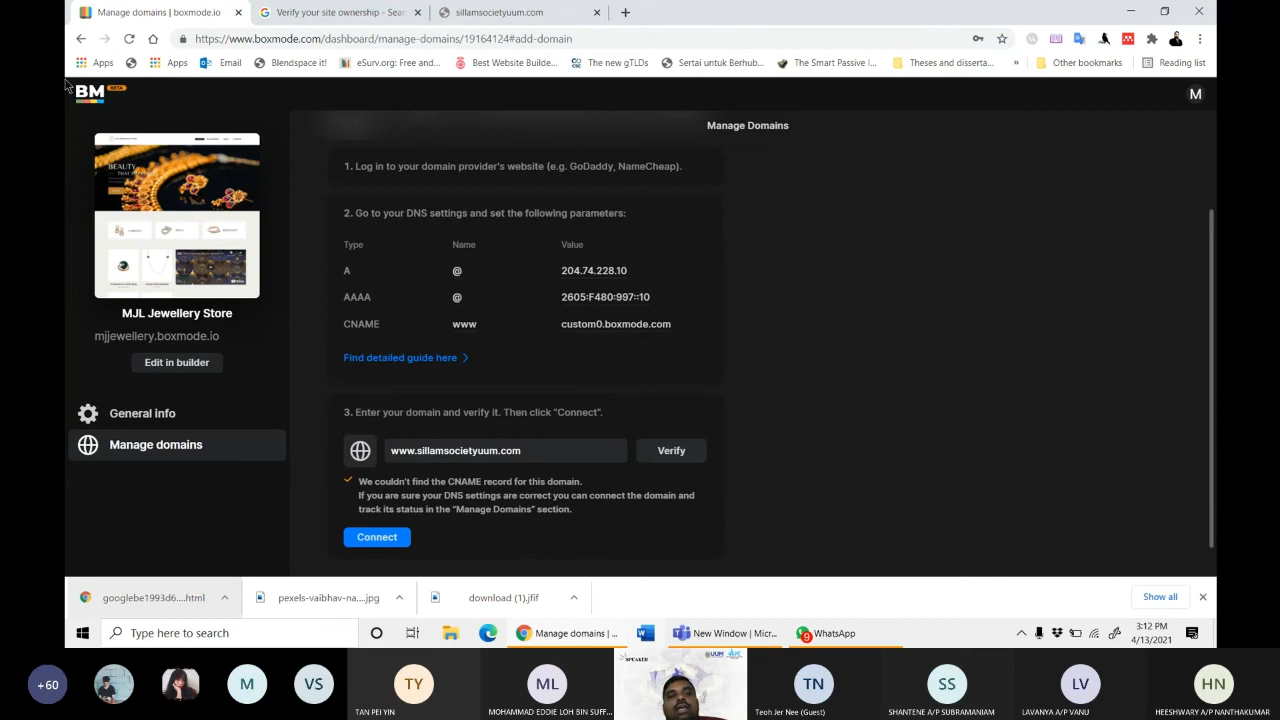 Manage domains | boxmode.io
Verify your site ownership - Sear
sillamsocietyuum.com
https://www.boxmode.com/dashboard/manage-domains/19164124#add-domain
Apps
Apps
Email
Blendspace it!
eSurv.org: Free and...
Best Website Builde...
The new gTLDs
Sertai untuk Berhub...
The Smart Passive I...
Theses and disserta...
»
Other bookmarks
Reading list
BM BETA
M
Manage Domains
BEAUTY
MJL Jewellery Store
mjjewellery.boxmode.io
Edit in builder
General info
Manage domains
1. Log in to your domain provider's website (e.g. GoDaddy, NameCheap).
2. Go to your DNS settings and set the following parameters:
Type Name Value
A @ 204.74.228.10
AAAA @ 2605:F480:997::10
CNAME www custom0.boxmode.com
Find detailed guide here
3. Enter your domain and verify it. Then click "Connect".
www.sillamsocietyuum.com
Verify
We couldn't find the CNAME record for this domain.
If you are sure your DNS settings are correct you can connect the domain and
track its status in the "Manage Domains" section.
Connect
googlebe1993d6....html
pexels-vaibhav-na....jpg
download (1).jfif
Show all
Type here to search
Manage domains | ...
New Window | Micr...
9
WhatsApp
3:12 PM
4/13/2021
+60
M
VS
TY
TAN PEI YIN
ML
MOHAMMAD EDDIE LOH BIN SUFF...
SPEAKER
UUM
TN
Teoh Jer Nee (Guest)
SS
SHANTENE A/P SUBRAMANIAM
LV
LAVANYA A/P VANU
HN
HEESHWARY A/P NANTHAKUMAR